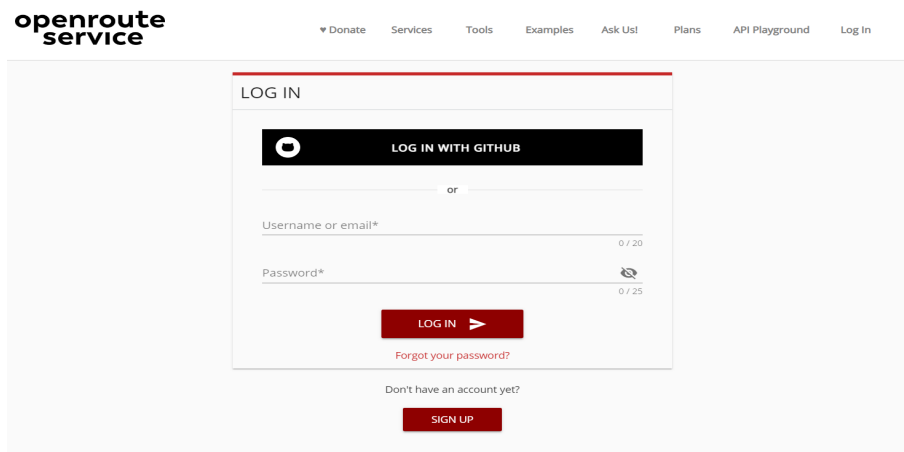 openroute
service
♥ Donate Services Tools Examples Ask Us! Plans API Playground Log In
LOG IN
LOG IN WITH GITHUB
or
Username or email*
0 / 20
Password*
0 / 25
LOG IN
Forgot your password?
Don't have an account yet?
SIGN UP